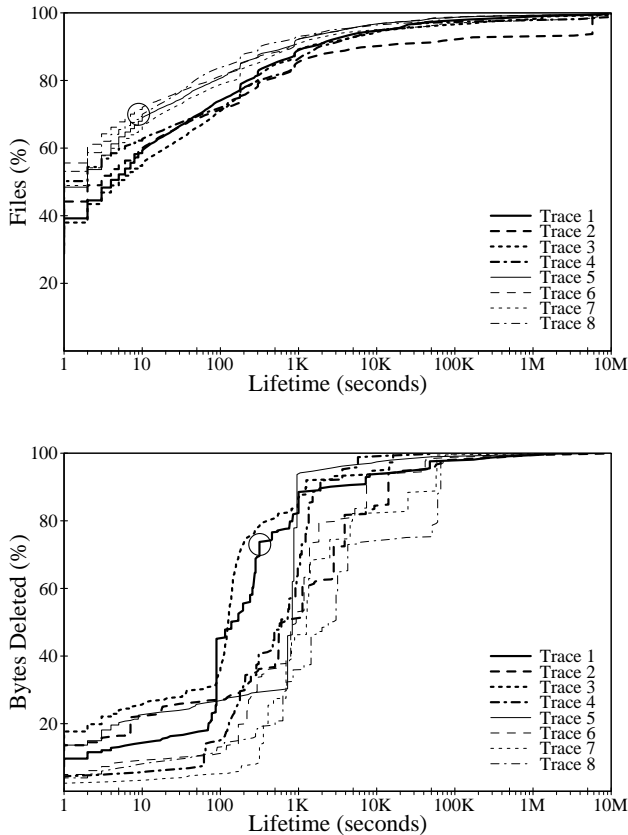 Files (%)
100
80
60
40
20
Trace 1
Trace 2
Trace 3
Trace 4
Trace 5
Trace 6
Trace 7
Trace 8
1 10 100 1K 10K 100K 1M 10M
Lifetime (seconds)
Bytes Deleted (%)
100
80
60
40
20
Trace 1
Trace 2
Trace 3
Trace 4
Trace 5
Trace 6
Trace 7
Trace 8
1 10 100 1K 10K 100K 1M 10M
Lifetime (seconds)